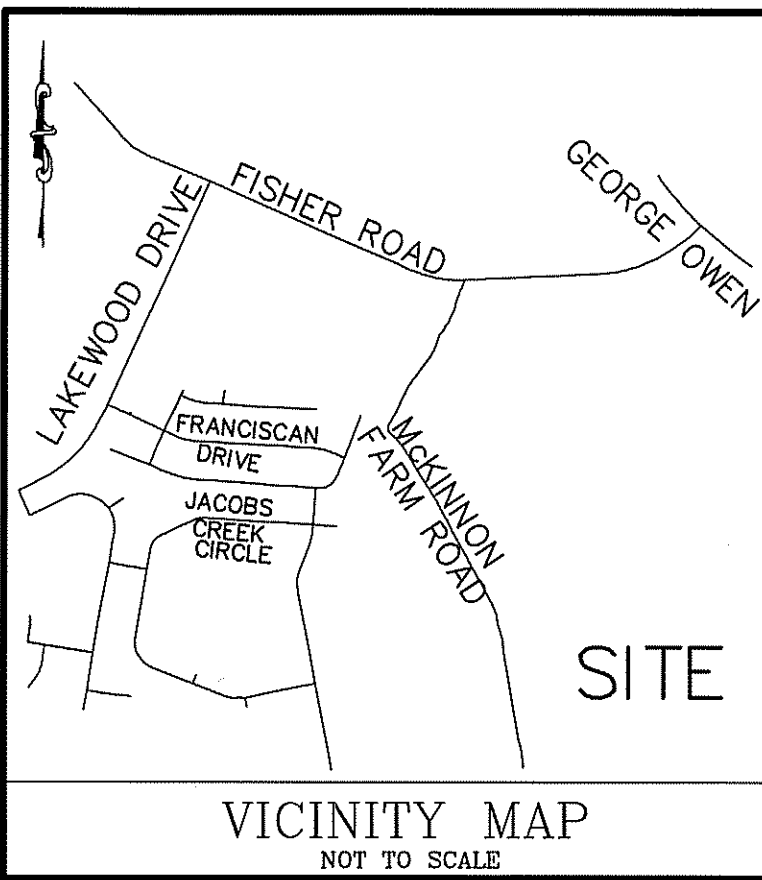 FISHER ROAD
GEORGE OWEN
LAKEWOOD DRIVE
FRANCISCAN
DRIVE
McKINNON
FARM ROAD
JACOBS
CREEK
CIRCLE
SITE
VICINITY MAP
NOT TO SCALE